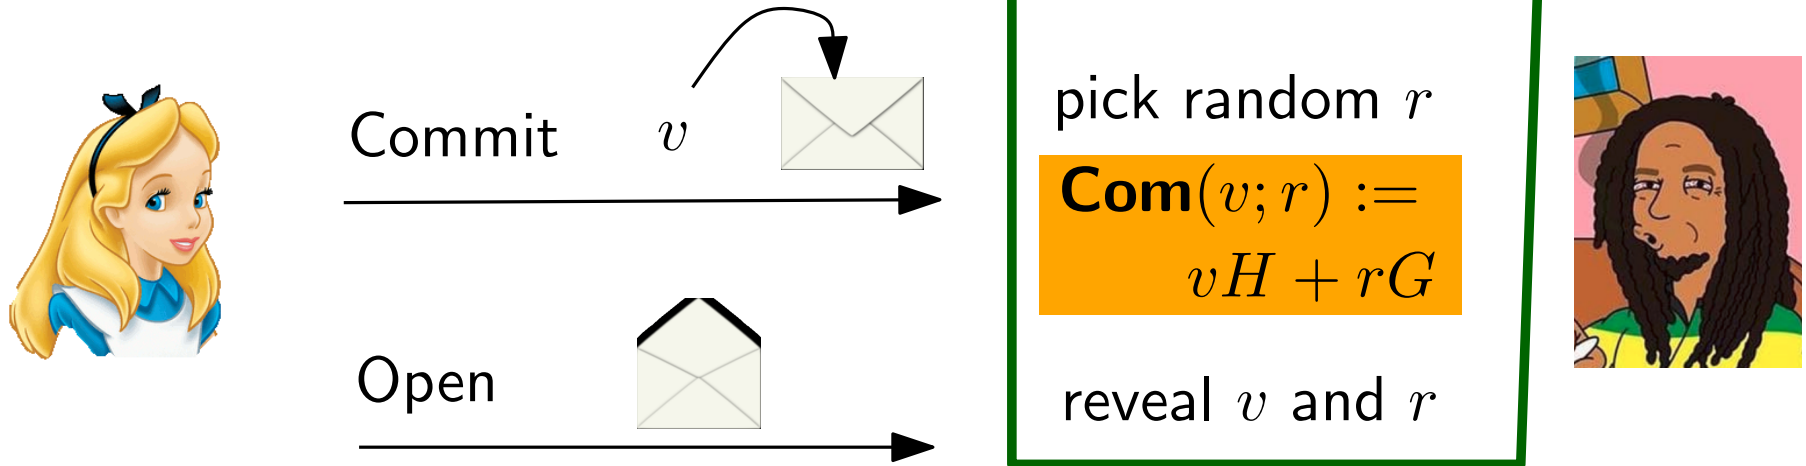 Commit v
pick random r
Com(v; r) :=
vH + rG
Open
reveal v and r